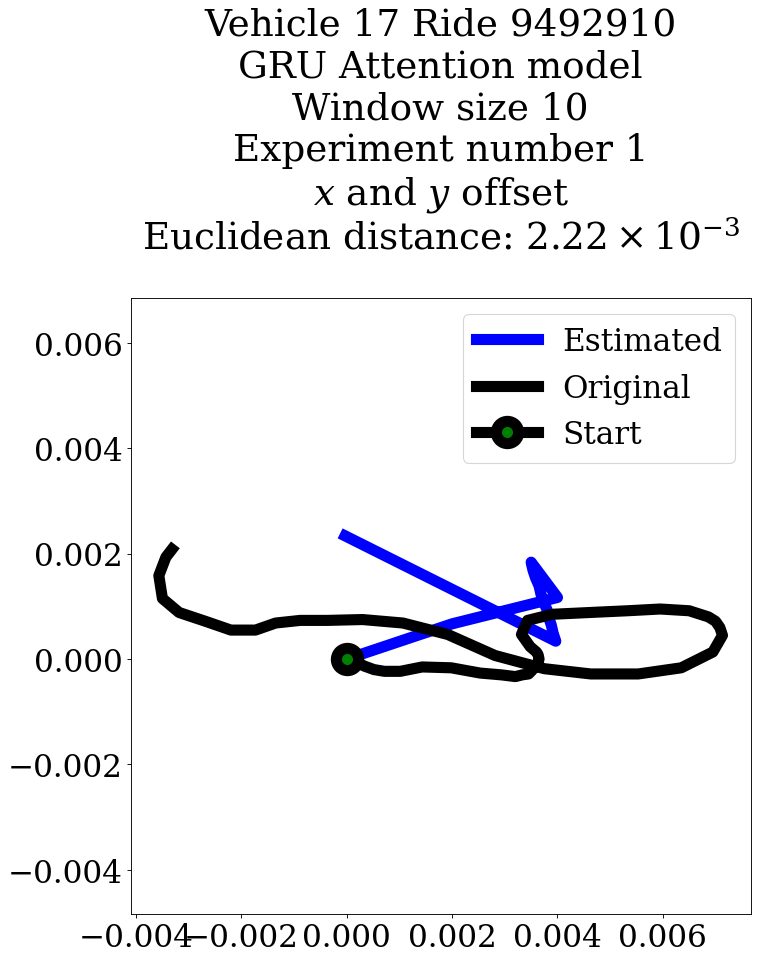 Vehicle 17 Ride 9492910
GRU Attention model
Window size 10
Experiment number 1
x and y offset
Euclidean distance: 2.22 × 10⁻³
Estimated
Original
Start
0.006
0.004
0.002
0.000
−0.002
−0.004
−0.004 −0.002 0.000 0.002 0.004 0.006